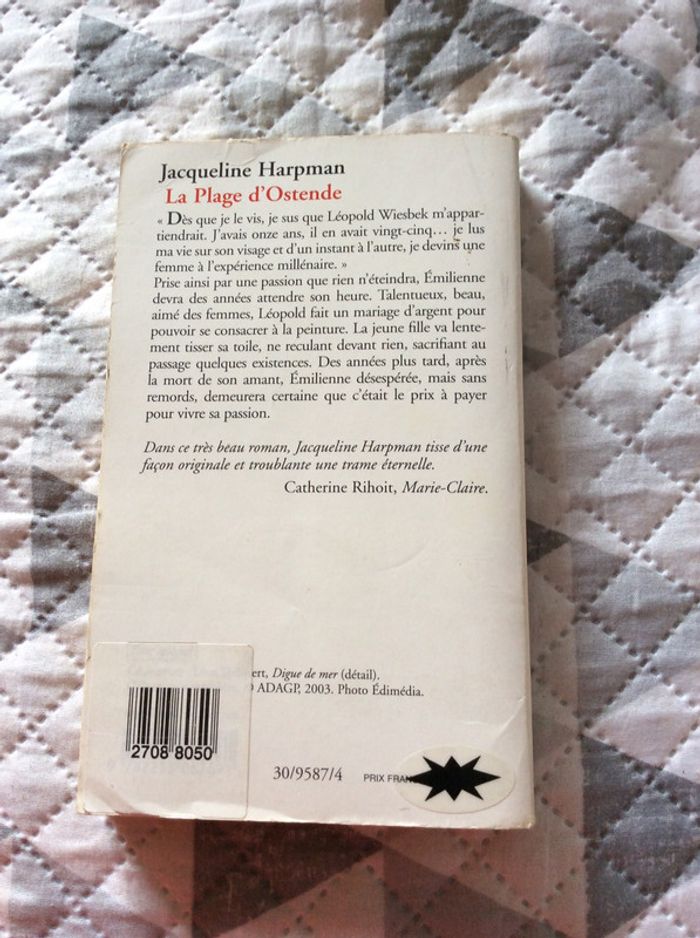 Jacqueline Harpman
La Plage d'Ostende
« Dès que je le vis, je sus que Léopold Wiesbek m'appar-
tiendrait. J'avais onze ans, il en avait vingt-cinq… je lus
ma vie sur son visage et d'un instant à l'autre, je devins une
femme à l'expérience millénaire. »
Prise ainsi par une passion que rien n'éteindra, Émilienne
devra des années attendre son heure. Talentueux, beau,
aimé des femmes, Léopold fait un mariage d'argent pour
pouvoir se consacrer à la peinture. La jeune fille va lente-
ment tisser sa toile, ne reculant devant rien, sacrifiant au
passage quelques existences. Des années plus tard, après
la mort de son amant, Émilienne désespérée, mais sans
remords, demeurera certaine que c'était le prix à payer
pour vivre sa passion.
Dans ce très beau roman, Jacqueline Harpman tisse d'une
façon originale et troublante une trame éternelle.
Catherine Rihoit, Marie-Claire.
Digue de mer (détail).
ADAGP, 2003. Photo Édimédia.
2708 8050
30/9587/4
PRIX